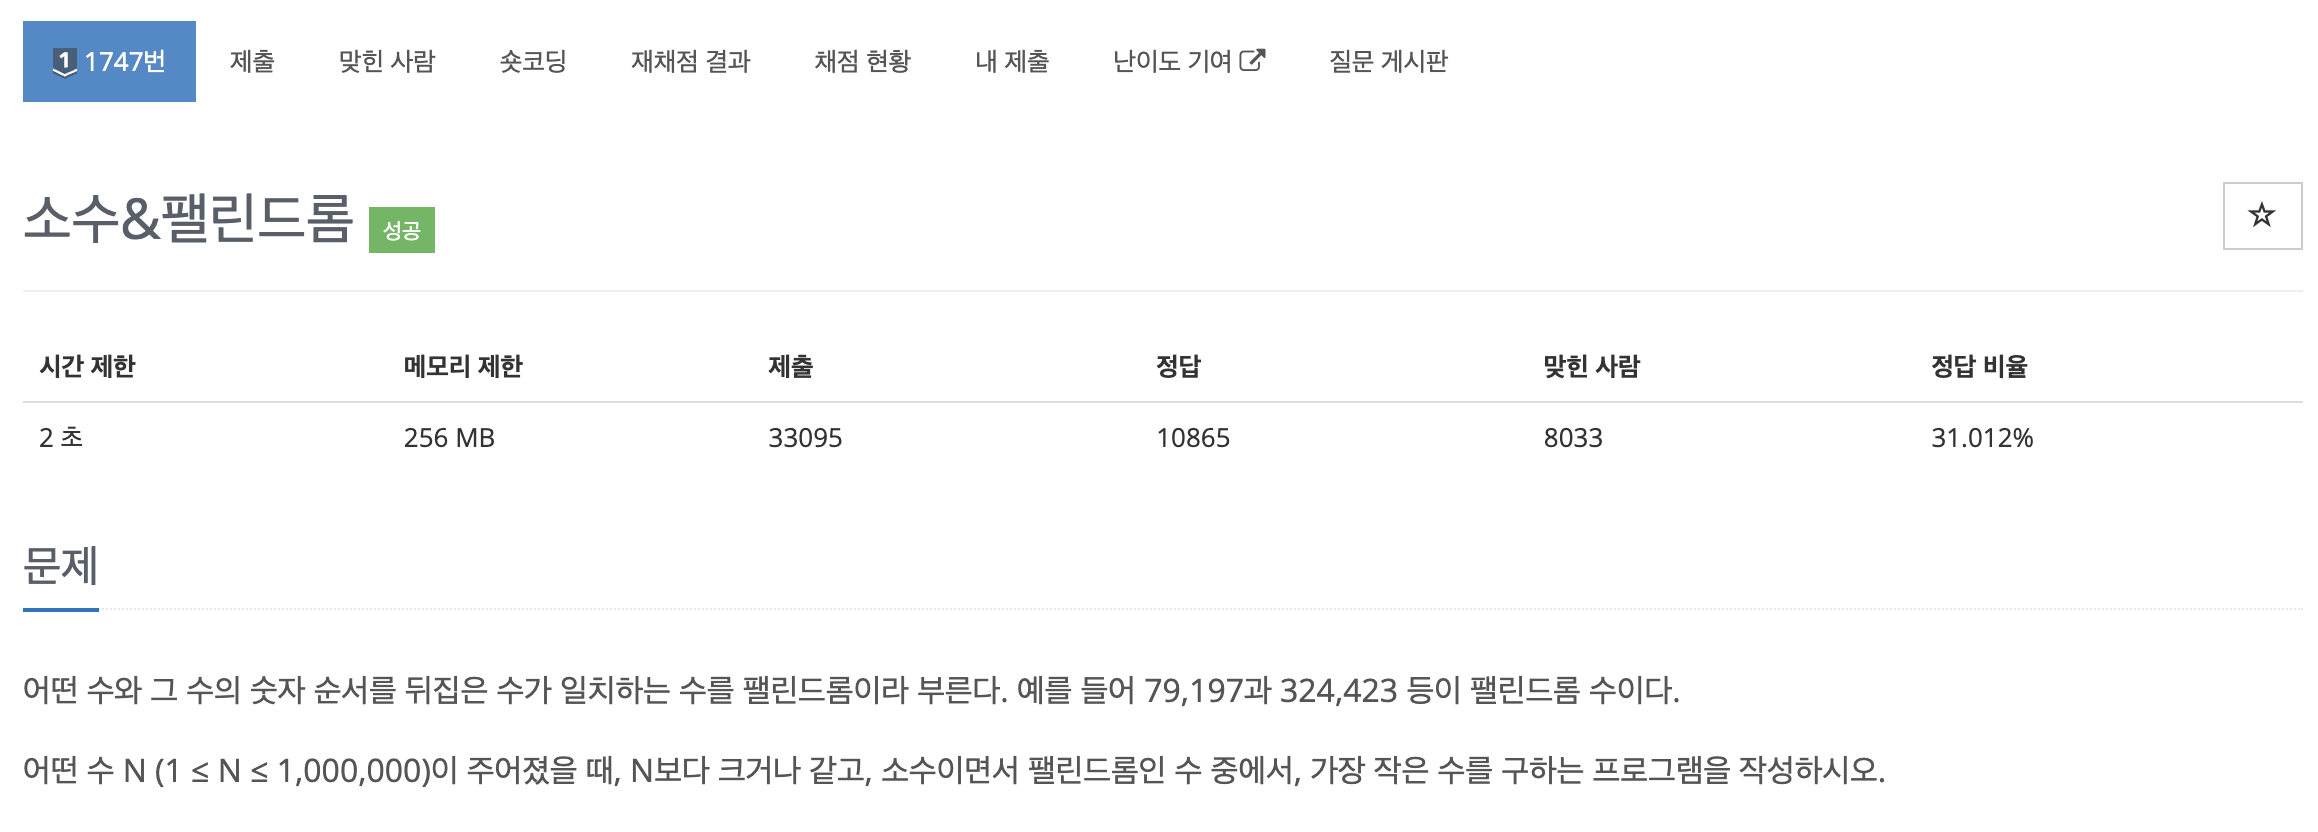 1 1747번 제출 맞힌 사람 숏코딩 재채점 결과 채점 현황 내 제출 난이도 기여 질문 게시판
소수&팰린드롬 성공
시간 제한 메모리 제한 제출 정답 맞힌 사람 정답 비율
2 초 256 MB 33095 10865 8033 31.012%
문제
어떤 수와 그 수의 숫자 순서를 뒤집은 수가 일치하는 수를 팰린드롬이라 부른다. 예를 들어 79,197과 324,423 등이 팰린드롬 수이다.
어떤 수 N (1 ≤ N ≤ 1,000,000)이 주어졌을 때, N보다 크거나 같고, 소수이면서 팰린드롬인 수 중에서, 가장 작은 수를 구하는 프로그램을 작성하시오.